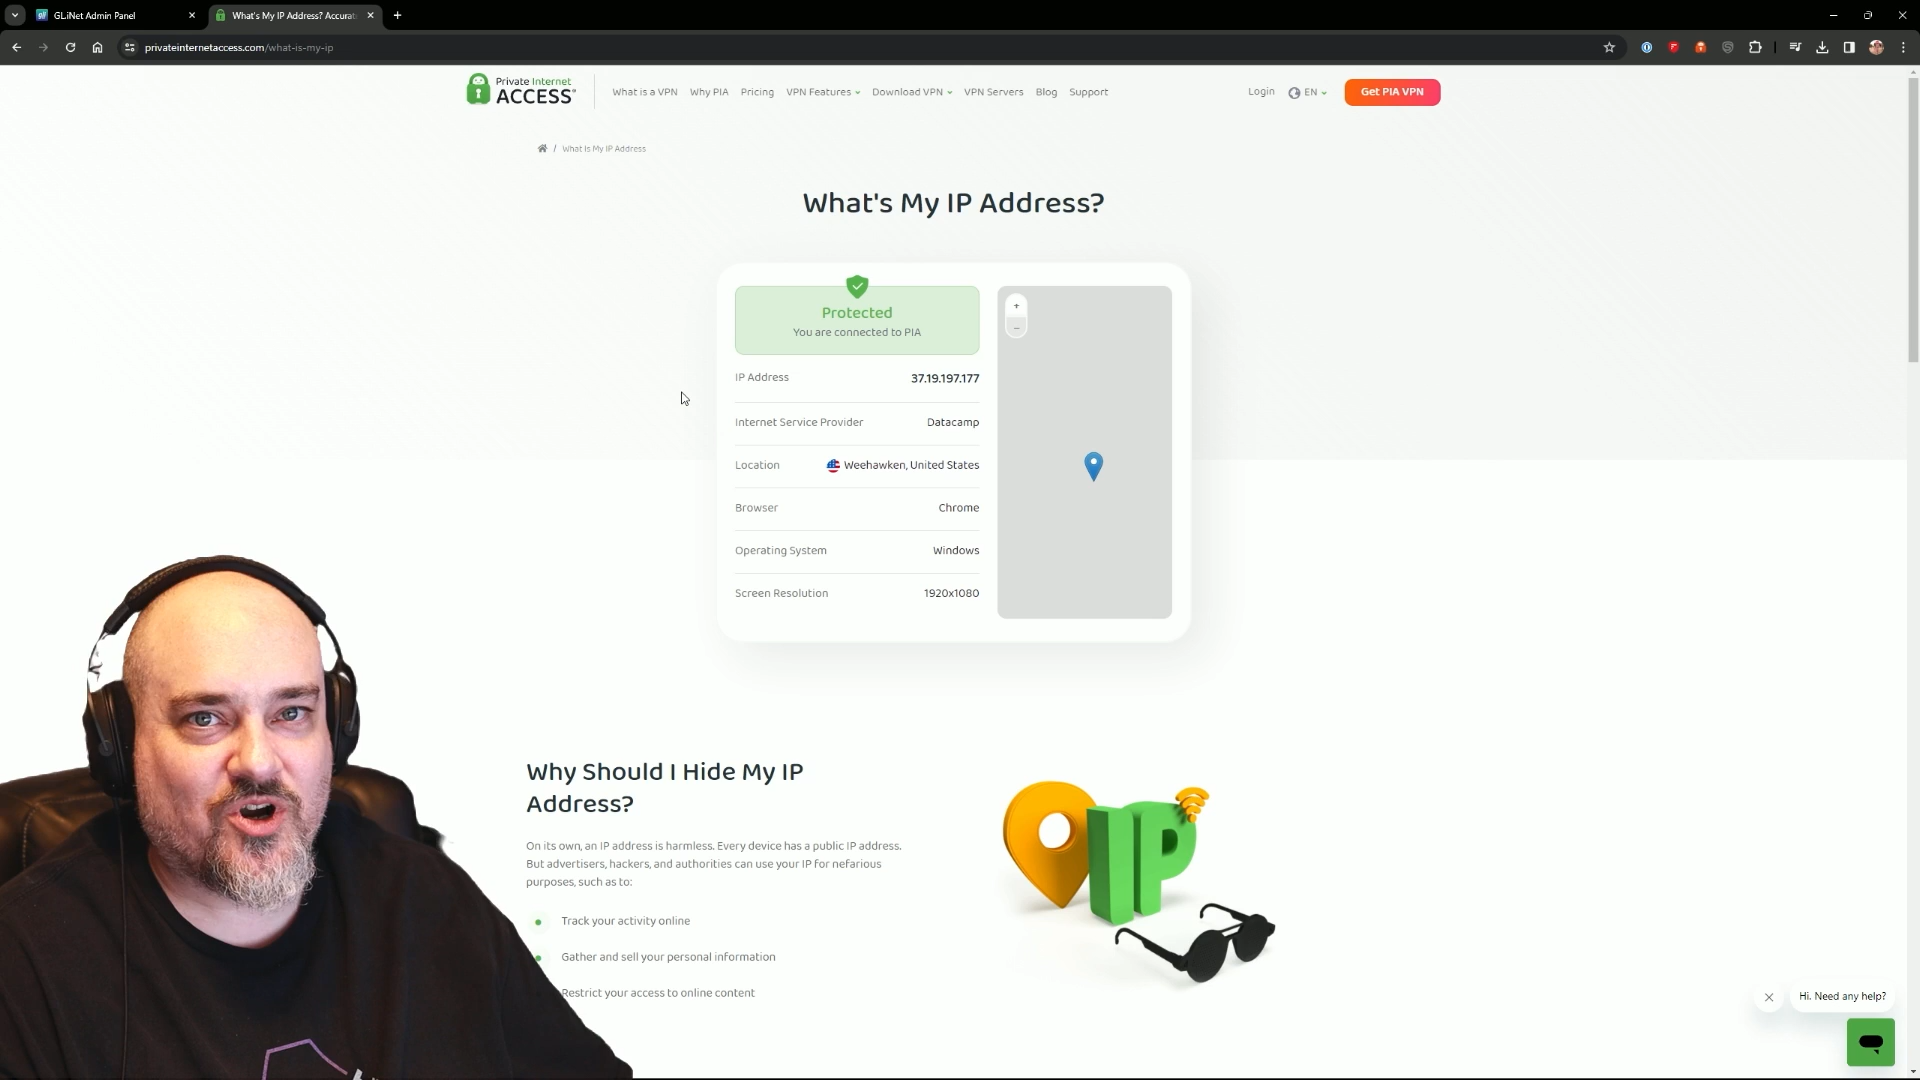 GLiNet Admin Panel
What's My IP Address? Accurat
privateinternetaccess.com/what-is-my-ip
Private Internet
ACCESS
What is a VPN
Why PIA
Pricing
VPN Features
Download VPN
VPN Servers
Blog
Support
Login
EN
Get PIA VPN
/ What Is My IP Address
What's My IP Address?
Protected
You are connected to PIA
IP Address 37.19.197.177
Internet Service Provider Datacamp
Location Weehawken, United States
Browser Chrome
Operating System Windows
Screen Resolution 1920x1080
+
−
Why Should I Hide My IP
Address?
On its own, an IP address is harmless. Every device has a public IP address.
But advertisers, hackers, and authorities can use your IP for nefarious
purposes, such as to:
Track your activity online
Gather and sell your personal information
Restrict your access to online content
IP
Hi. Need any help?